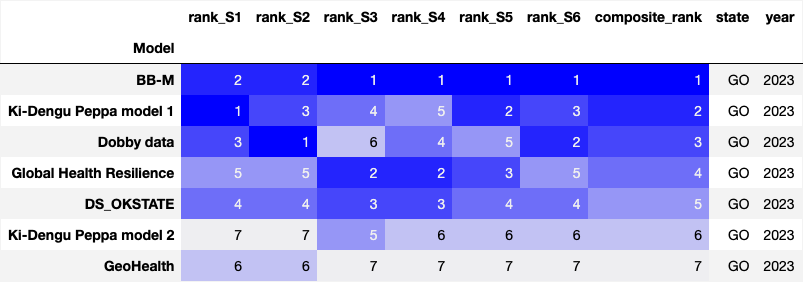 rank_S1 rank_S2 rank_S3 rank_S4 rank_S5 rank_S6 composite_rank state year
Model
BB-M 2 2 1 1 1 1 1 GO 2023
Ki-Dengu Peppa model 1 1 3 4 5 2 3 2 GO 2023
Dobby data 3 1 6 4 5 2 3 GO 2023
Global Health Resilience 5 5 2 2 3 5 4 GO 2023
DS_OKSTATE 4 4 3 3 4 4 5 GO 2023
Ki-Dengu Peppa model 2 7 7 5 6 6 6 6 GO 2023
GeoHealth 6 6 7 7 7 7 7 GO 2023